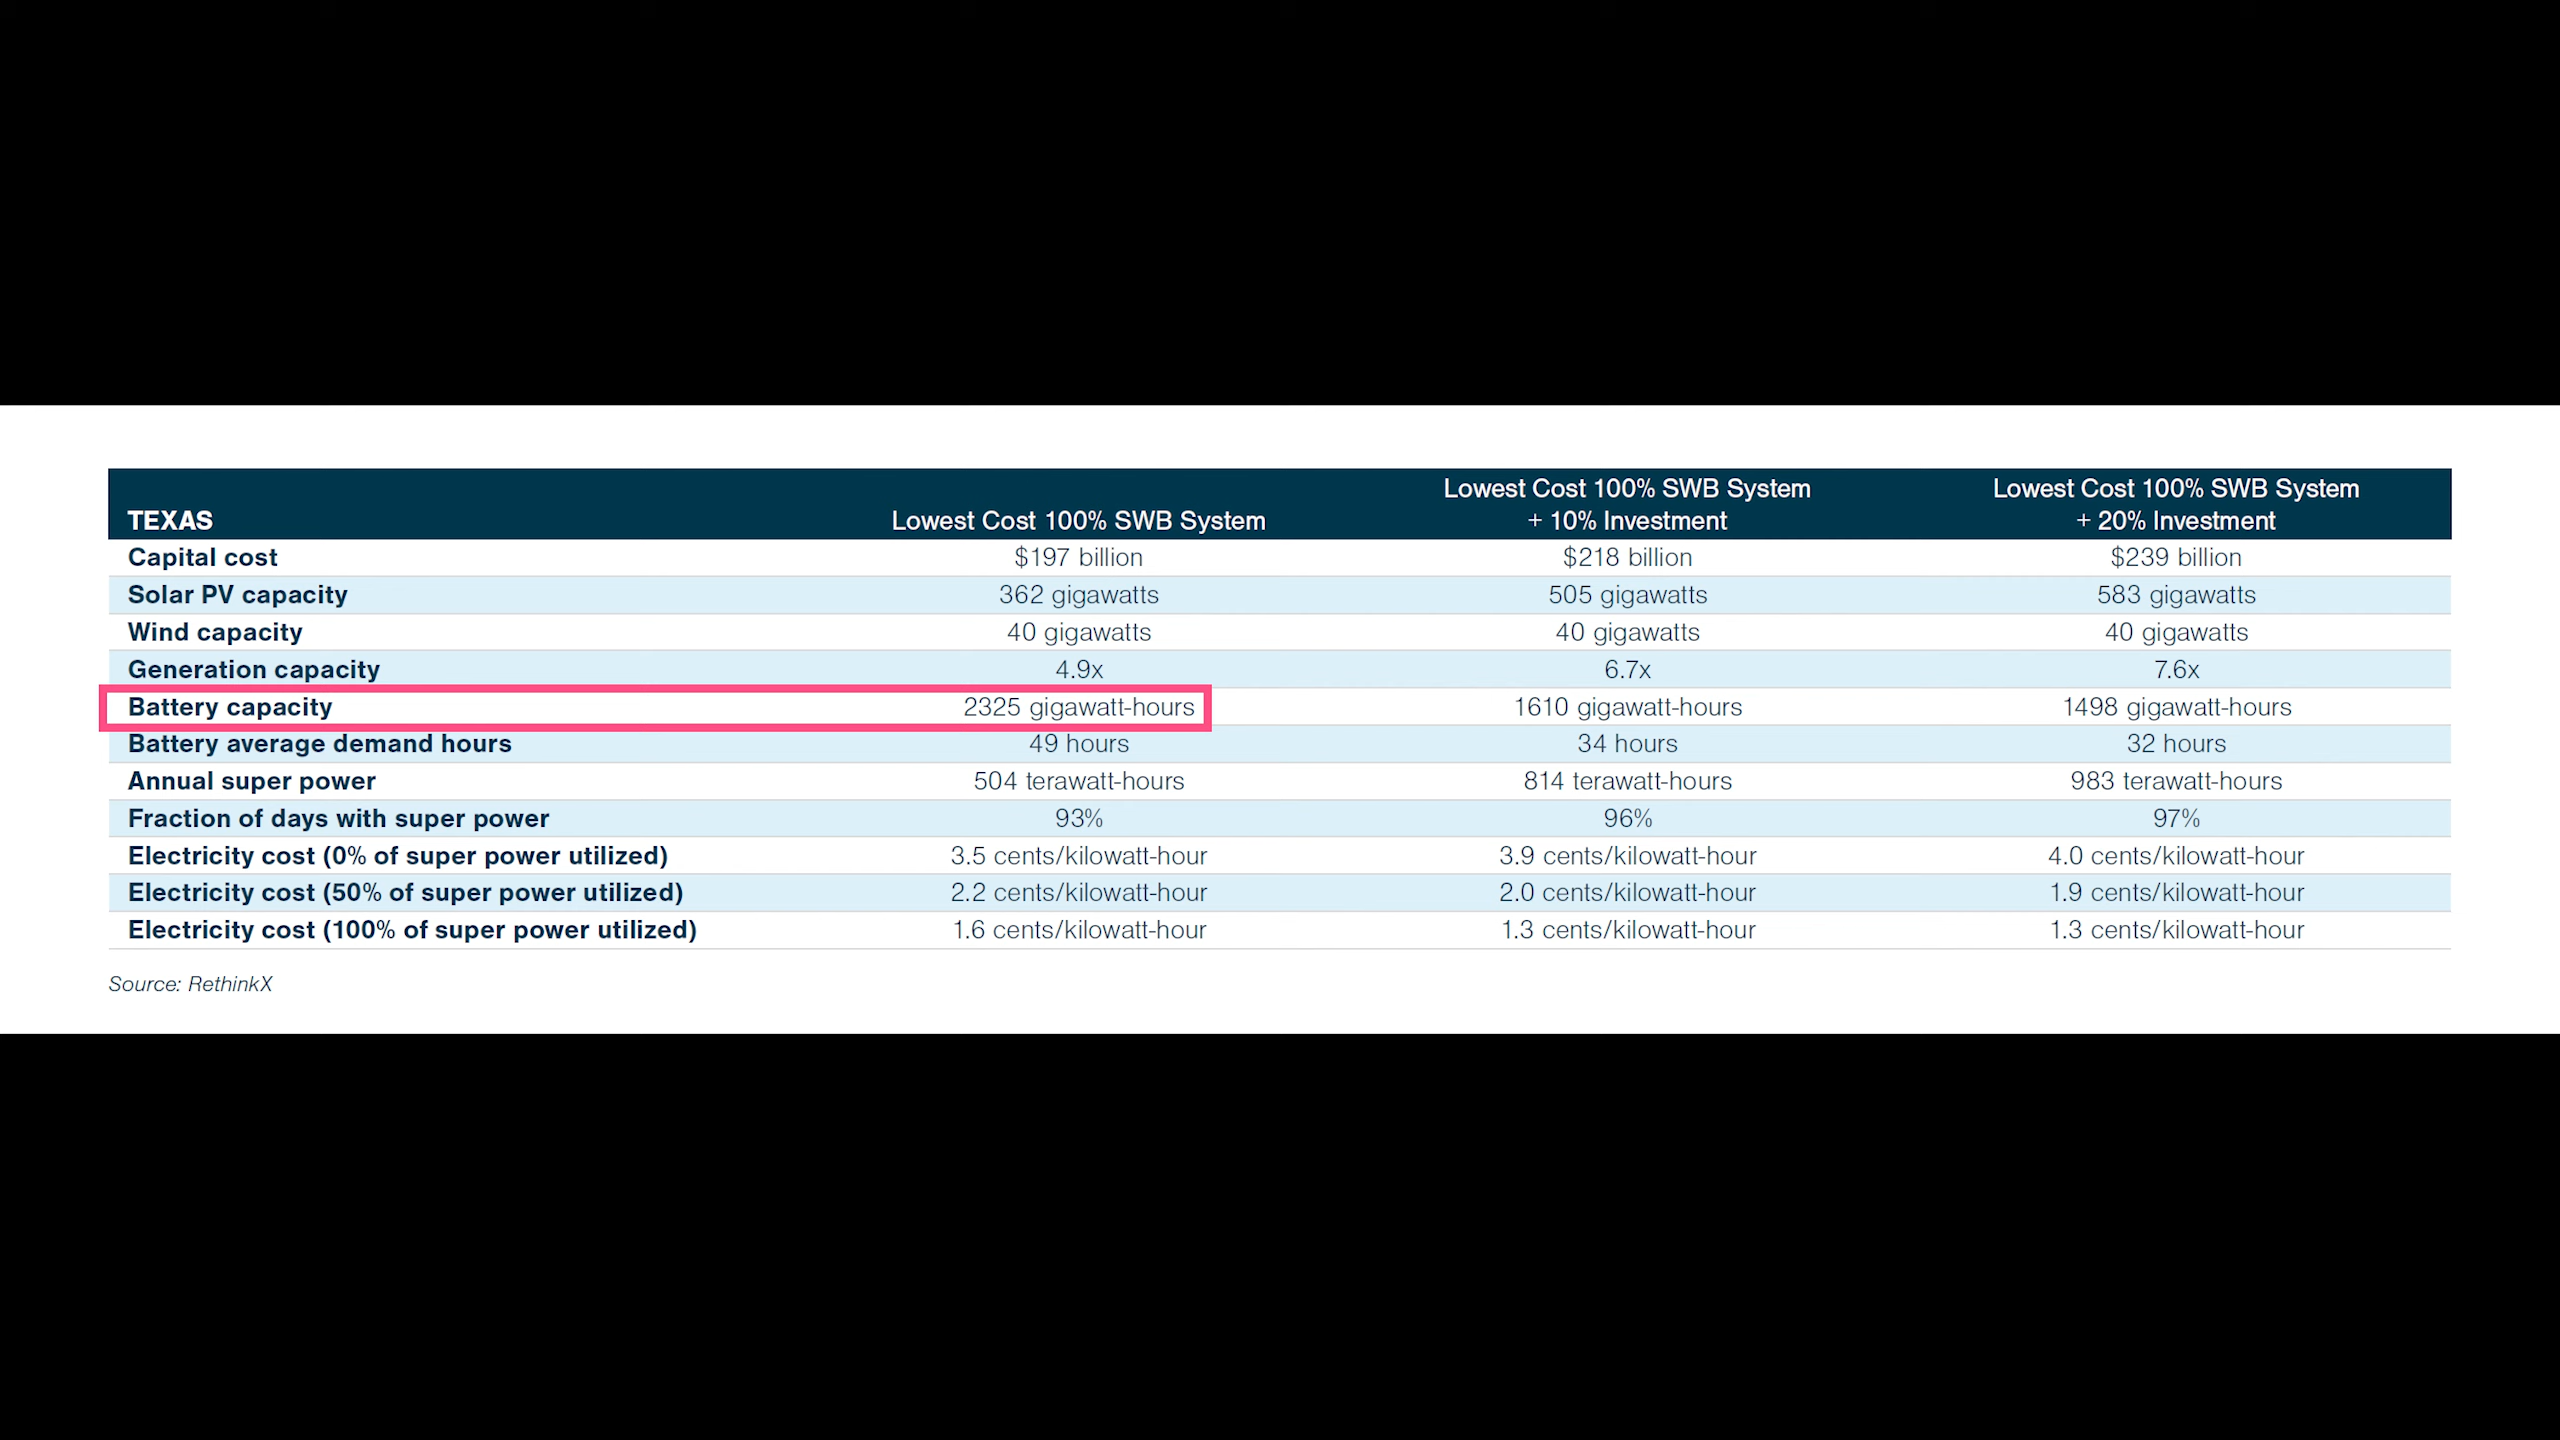 Lowest Cost 100% SWB System Lowest Cost 100% SWB System
TEXAS Lowest Cost 100% SWB System + 10% Investment + 20% Investment
Capital cost $197 billion $218 billion $239 billion
Solar PV capacity 362 gigawatts 505 gigawatts 583 gigawatts
Wind capacity 40 gigawatts 40 gigawatts 40 gigawatts
Generation capacity 4.9x 6.7x 7.6x
Battery capacity 2325 gigawatt-hours 1610 gigawatt-hours 1498 gigawatt-hours
Battery average demand hours 49 hours 34 hours 32 hours
Annual super power 504 terawatt-hours 814 terawatt-hours 983 terawatt-hours
Fraction of days with super power 93% 96% 97%
Electricity cost (0% of super power utilized) 3.5 cents/kilowatt-hour 3.9 cents/kilowatt-hour 4.0 cents/kilowatt-hour
Electricity cost (50% of super power utilized) 2.2 cents/kilowatt-hour 2.0 cents/kilowatt-hour 1.9 cents/kilowatt-hour
Electricity cost (100% of super power utilized) 1.6 cents/kilowatt-hour 1.3 cents/kilowatt-hour 1.3 cents/kilowatt-hour
Source: RethinkX